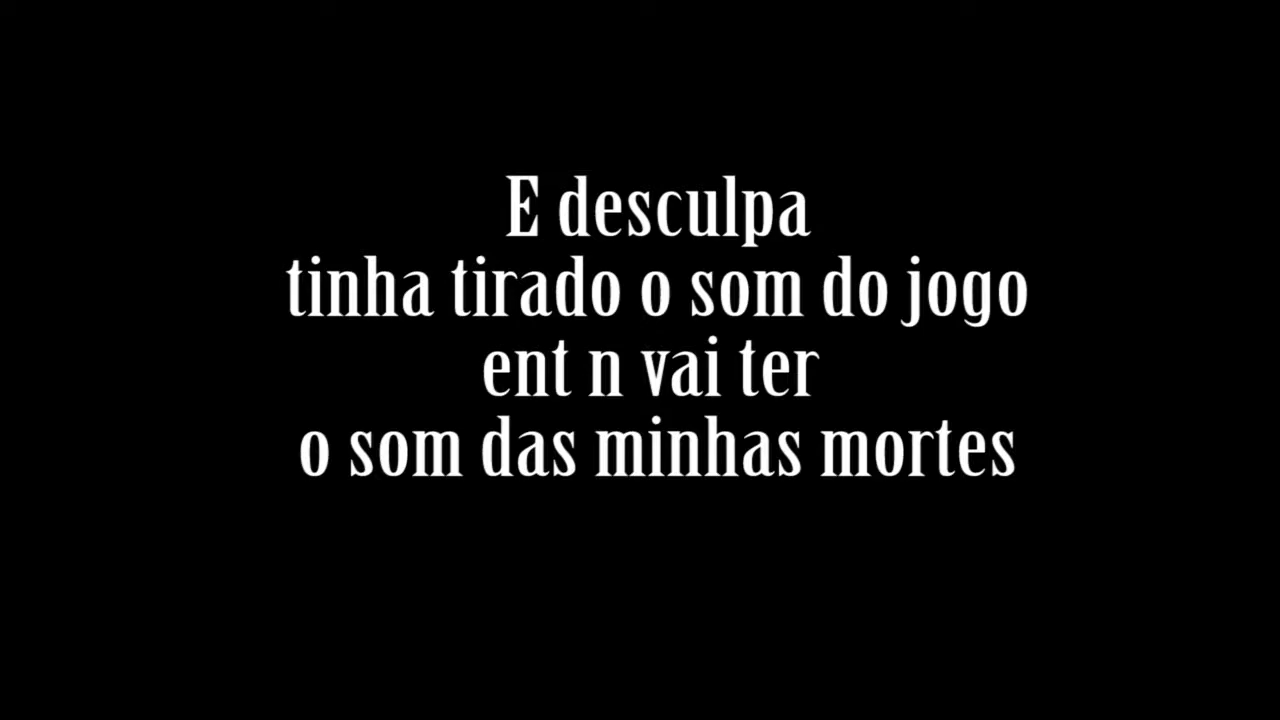 E desculpa
tinha tirado o som do jogo
ent n vai ter
o som das minhas mortes